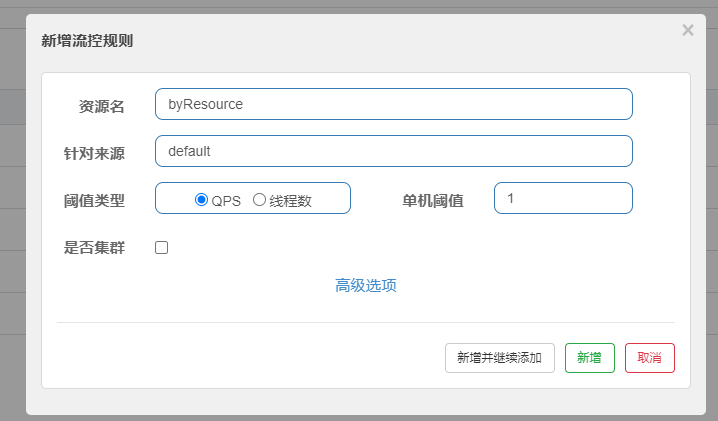 新增流控规则
资源名 byResource
针对来源 default
阈值类型 QPS 线程数 单机阈值 1
是否集群
高级选项
新增并继续添加 新增 取消